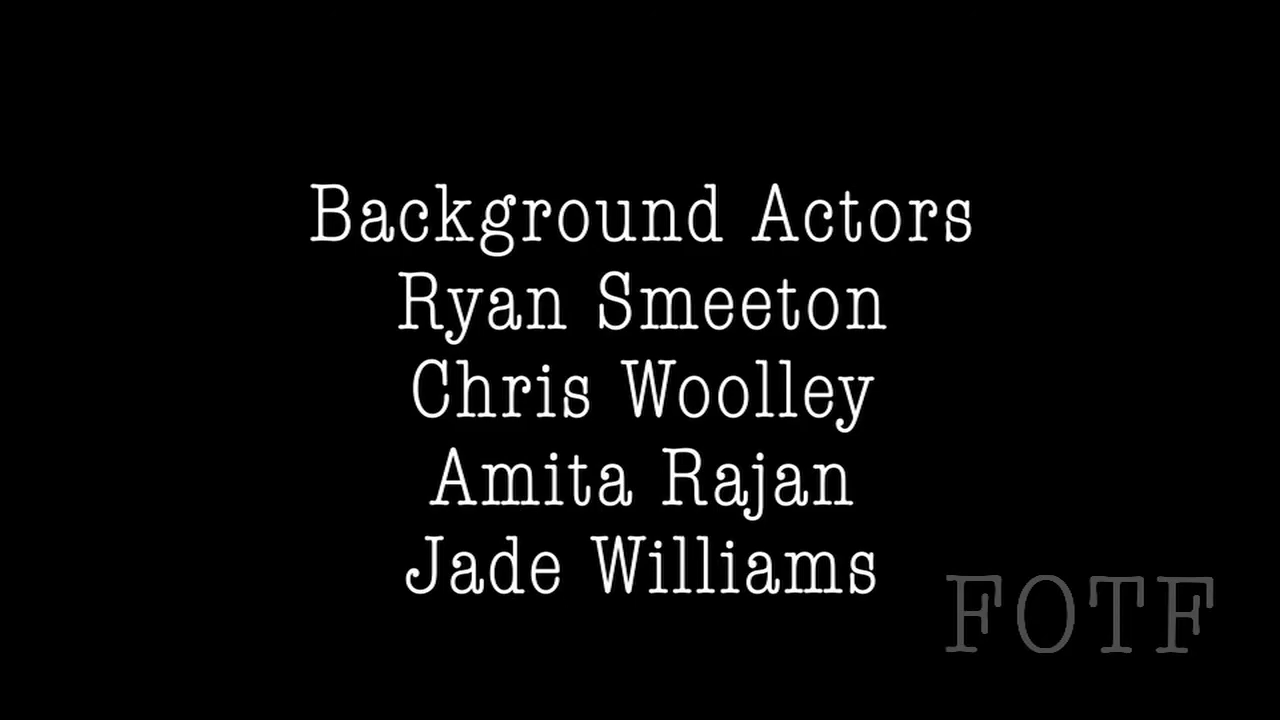 Background Actors
Ryan Smeeton
Chris Woolley
Amita Rajan
Jade Williams
FOTF